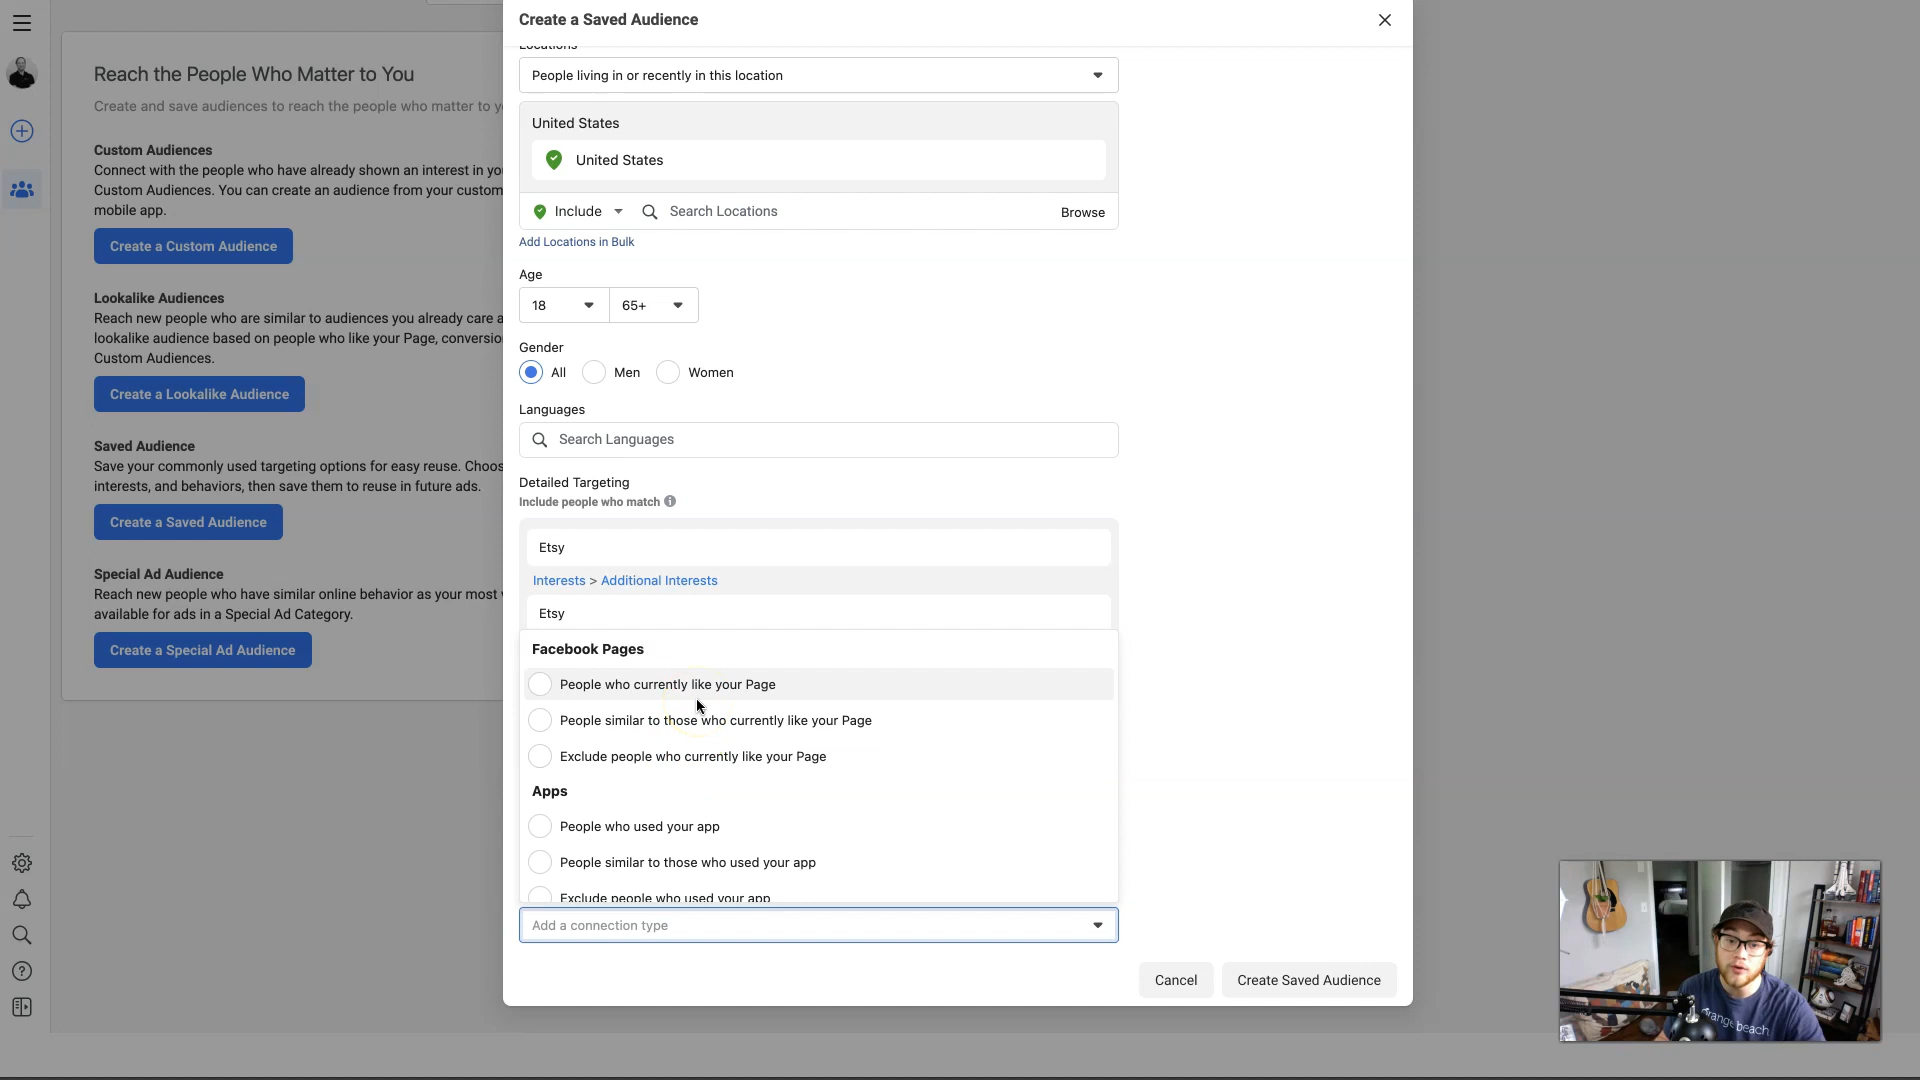 Reach the People Who Matter to You
Create and save audiences to reach the people who matter to y
Custom Audiences
Connect with the people who have already shown an interest in yo
Custom Audiences. You can create an audience from your custom
mobile app.
Create a Custom Audience
Lookalike Audiences
Reach new people who are similar to audiences you already care a
lookalike audience based on people who like your Page, conversio
Custom Audiences.
Create a Lookalike Audience
Saved Audience
Save your commonly used targeting options for easy reuse. Choos
interests, and behaviors, then save them to reuse in future ads.
Create a Saved Audience
Special Ad Audience
Reach new people who have similar online behavior as your most
available for ads in a Special Ad Category.
Create a Special Ad Audience
Create a Saved Audience
Locations
People living in or recently in this location
United States
United States
Include
Search Locations
Browse
Add Locations in Bulk
Age
18
65+
Gender
All
Men
Women
Languages
Search Languages
Detailed Targeting
Include people who match
Etsy
Interests > Additional Interests
Etsy
Facebook Pages
People who currently like your Page
People similar to those who currently like your Page
Exclude people who currently like your Page
Apps
People who used your app
People similar to those who used your app
Exclude people who used your app
Add a connection type
Cancel
Create Saved Audience
range beach